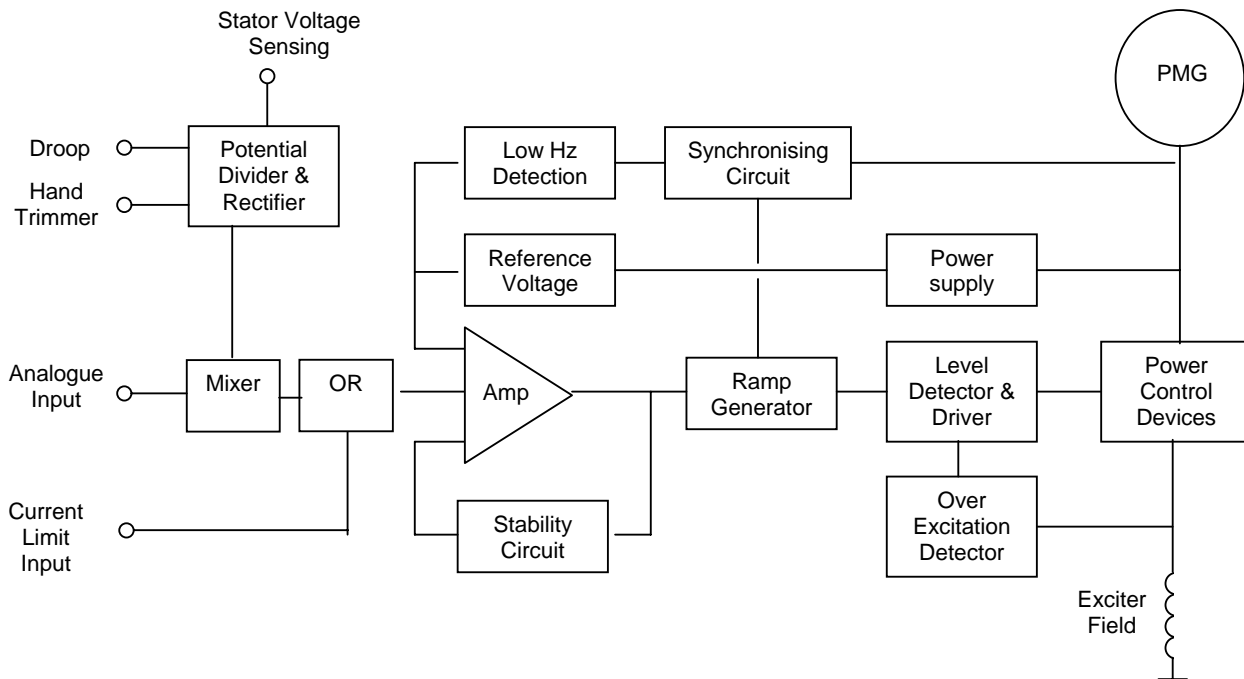 Stator Voltage
Sensing
PMG
Droop
Hand
Trimmer
Potential
Divider &
Rectifier
Low Hz
Detection
Synchronising
Circuit
Reference
Voltage
Power
supply
Analogue
Input
Mixer
OR
Amp
Ramp
Generator
Level
Detector &
Driver
Power
Control
Devices
Current
Limit
Input
Stability
Circuit
Over
Excitation
Detector
Exciter
Field